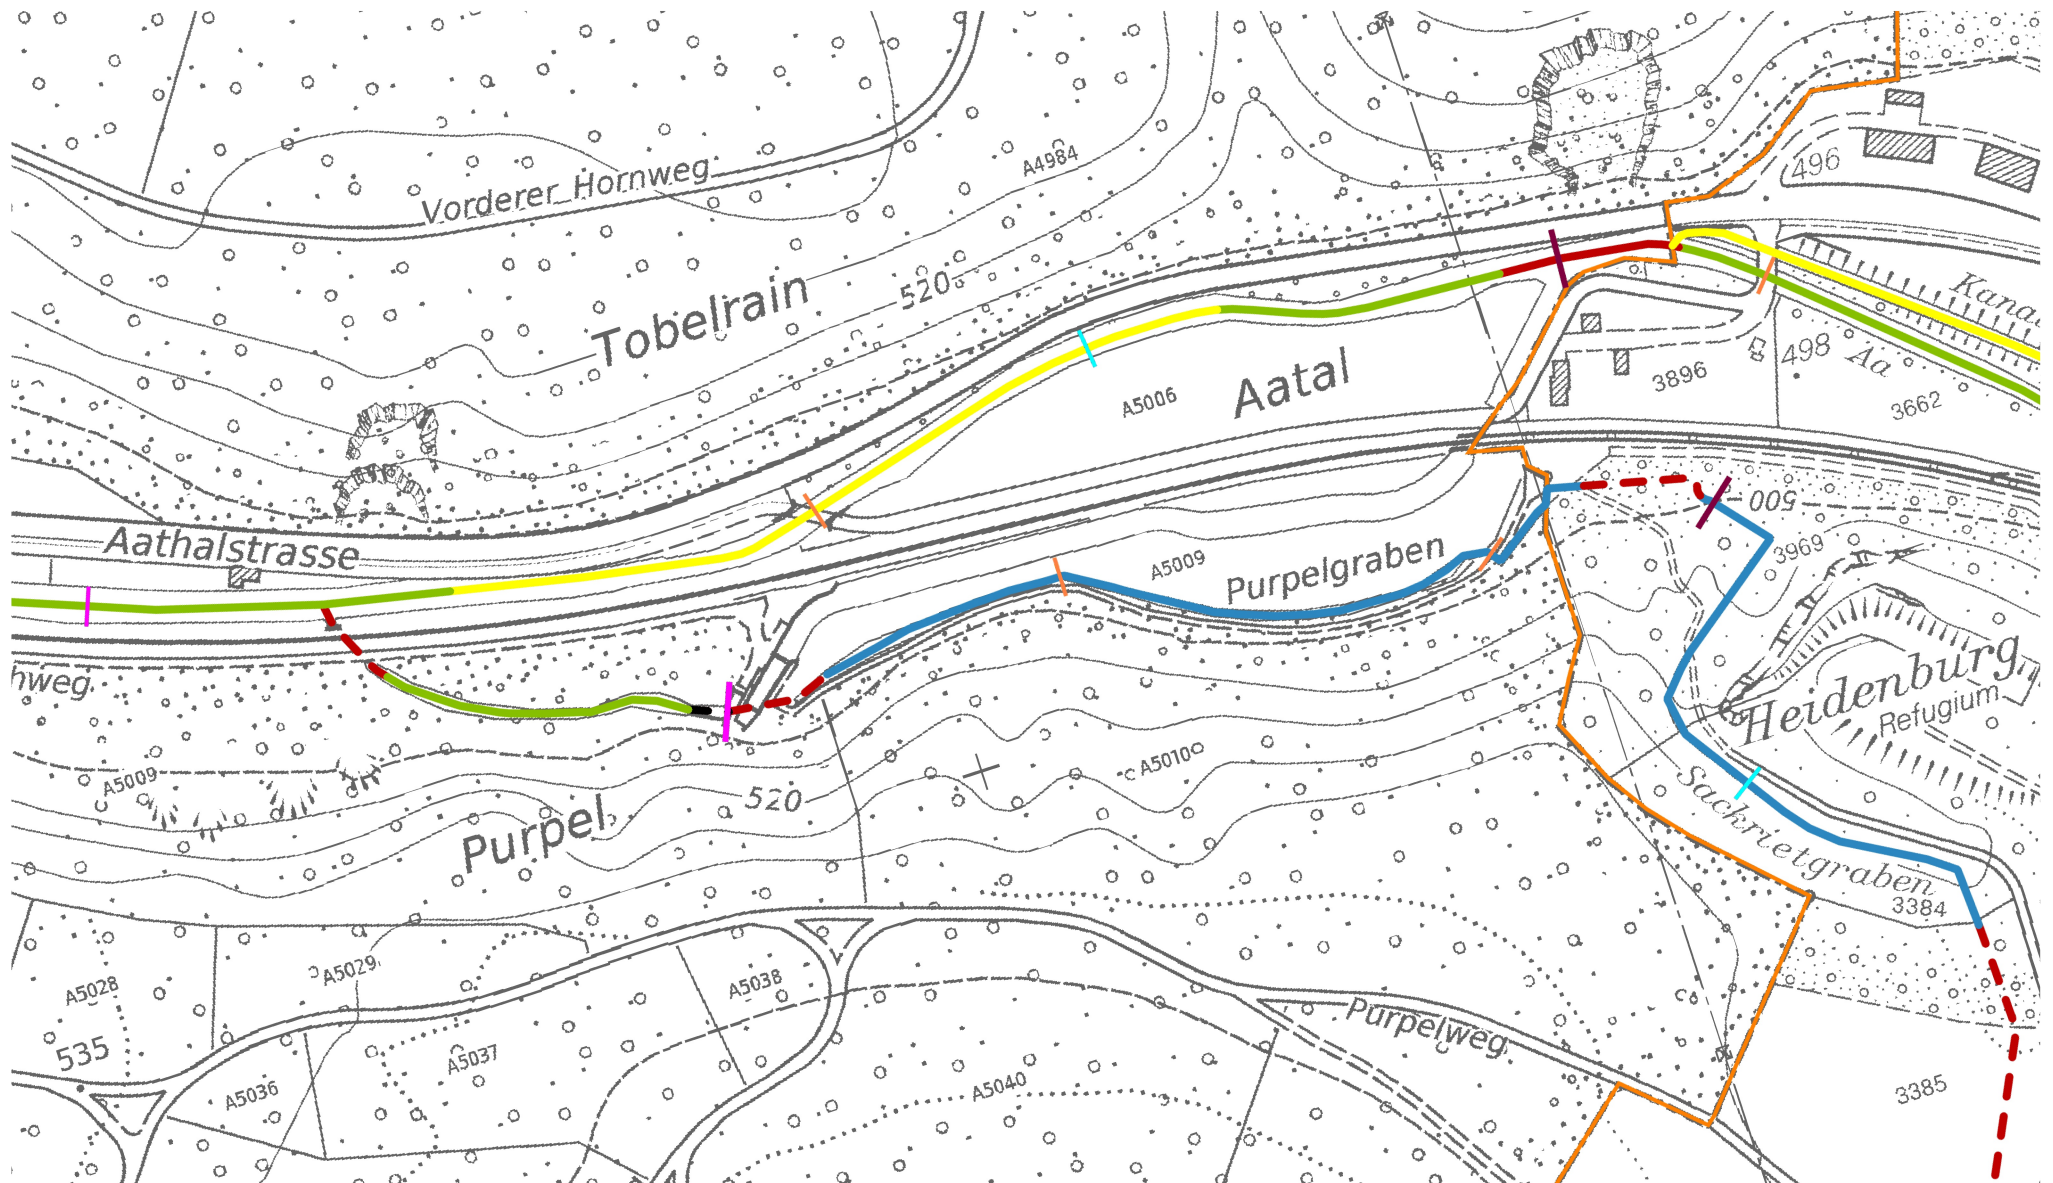 Vorderer Hornweg
A4984
496
520
Tobelrain
Kanal
498
Aa
Aatal
A5006
3896
3662
500
Aathalstrasse
3969
A5009
Purpelgraben
hweg
Heidenburg
Refugium
A5009
A5010
520
Sackrietgraben
Purpel
3384
A5029
A5028
A5038
Purpelweg
535
A5037
A5036
A5040
3385